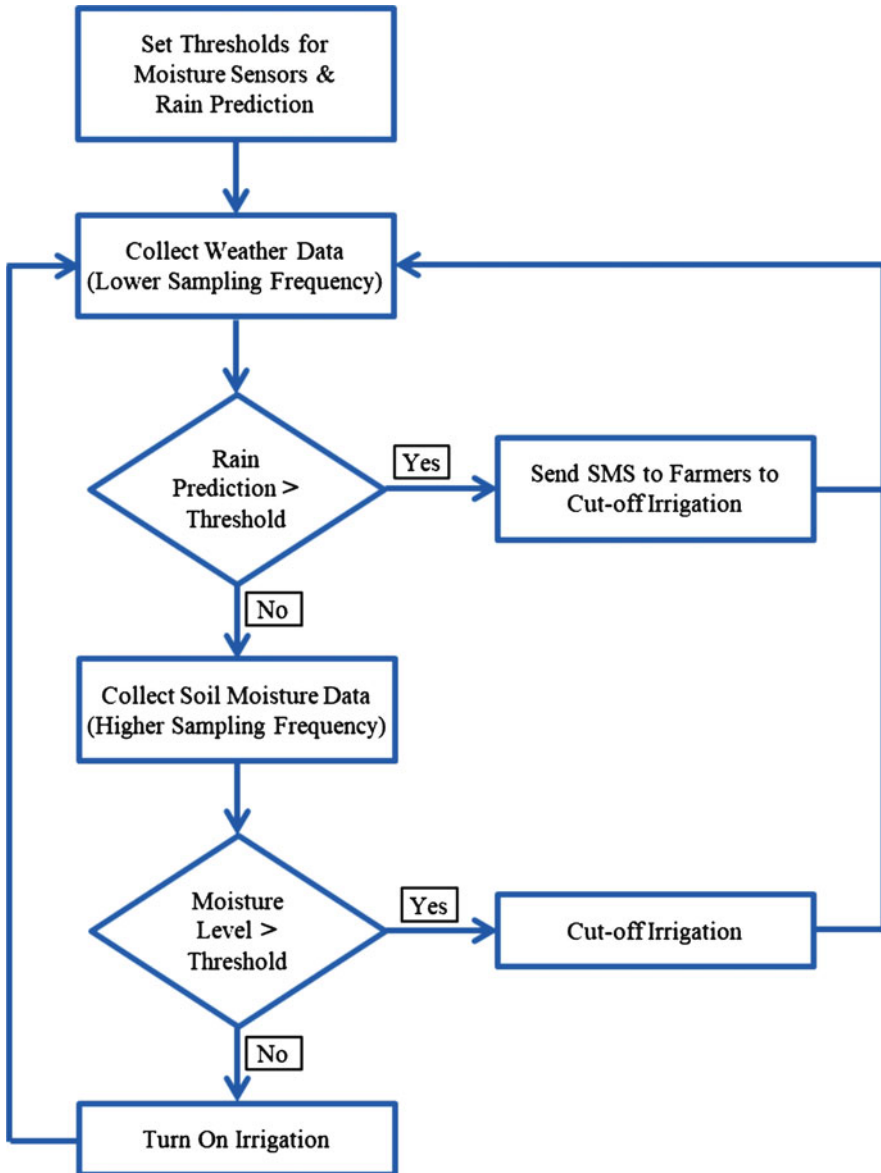 Set Thresholds for
Moisture Sensors &
Rain Prediction
Collect Weather Data
(Lower Sampling Frequency)
Rain
Prediction >
Threshold
Yes
Send SMS to Farmers to
Cut-off Irrigation
No
Collect Soil Moisture Data
(Higher Sampling Frequency)
Moisture
Level >
Threshold
Yes
Cut-off Irrigation
No
Turn On Irrigation